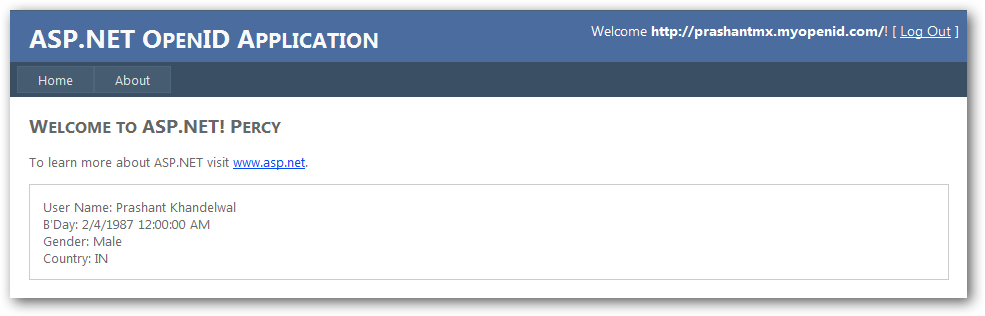 ASP.NET OpenID Application
Welcome http://prashantmx.myopenid.com/! [ Log Out ]
Home About
Welcome to ASP.NET! Percy
To learn more about ASP.NET visit www.asp.net.
User Name: Prashant Khandelwal
B'Day: 2/4/1987 12:00:00 AM
Gender: Male
Country: IN